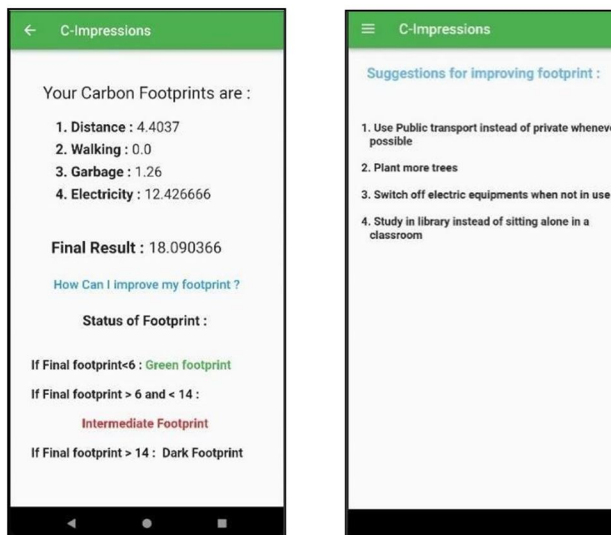 C-Impressions
Your Carbon Footprints are :
1. Distance : 4.4037
2. Walking : 0.0
3. Garbage : 1.26
4. Electricity : 12.426666
Final Result : 18.090366
How Can I improve my footprint ?
Status of Footprint :
If Final footprint<6 : Green footprint
If Final footprint > 6 and < 14 :
Intermediate Footprint
If Final footprint > 14 : Dark Footprint
C-Impressions
Suggestions for improving footprint :
1. Use Public transport instead of private
possible
2. Plant more trees
3. Switch off electric equipments when not in use
4. Study in library instead of sitting alone in a
classroom